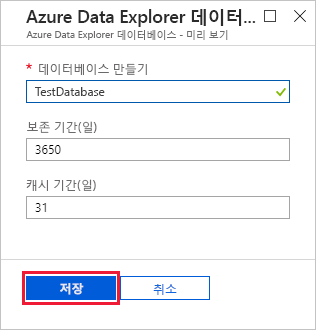 Azure Data Explorer 데이터...
Azure Data Explorer 데이터베이스 - 미리 보기
* 데이터베이스 만들기
TestDatabase
보존 기간(일)
3650
캐시 기간(일)
31
저장
취소